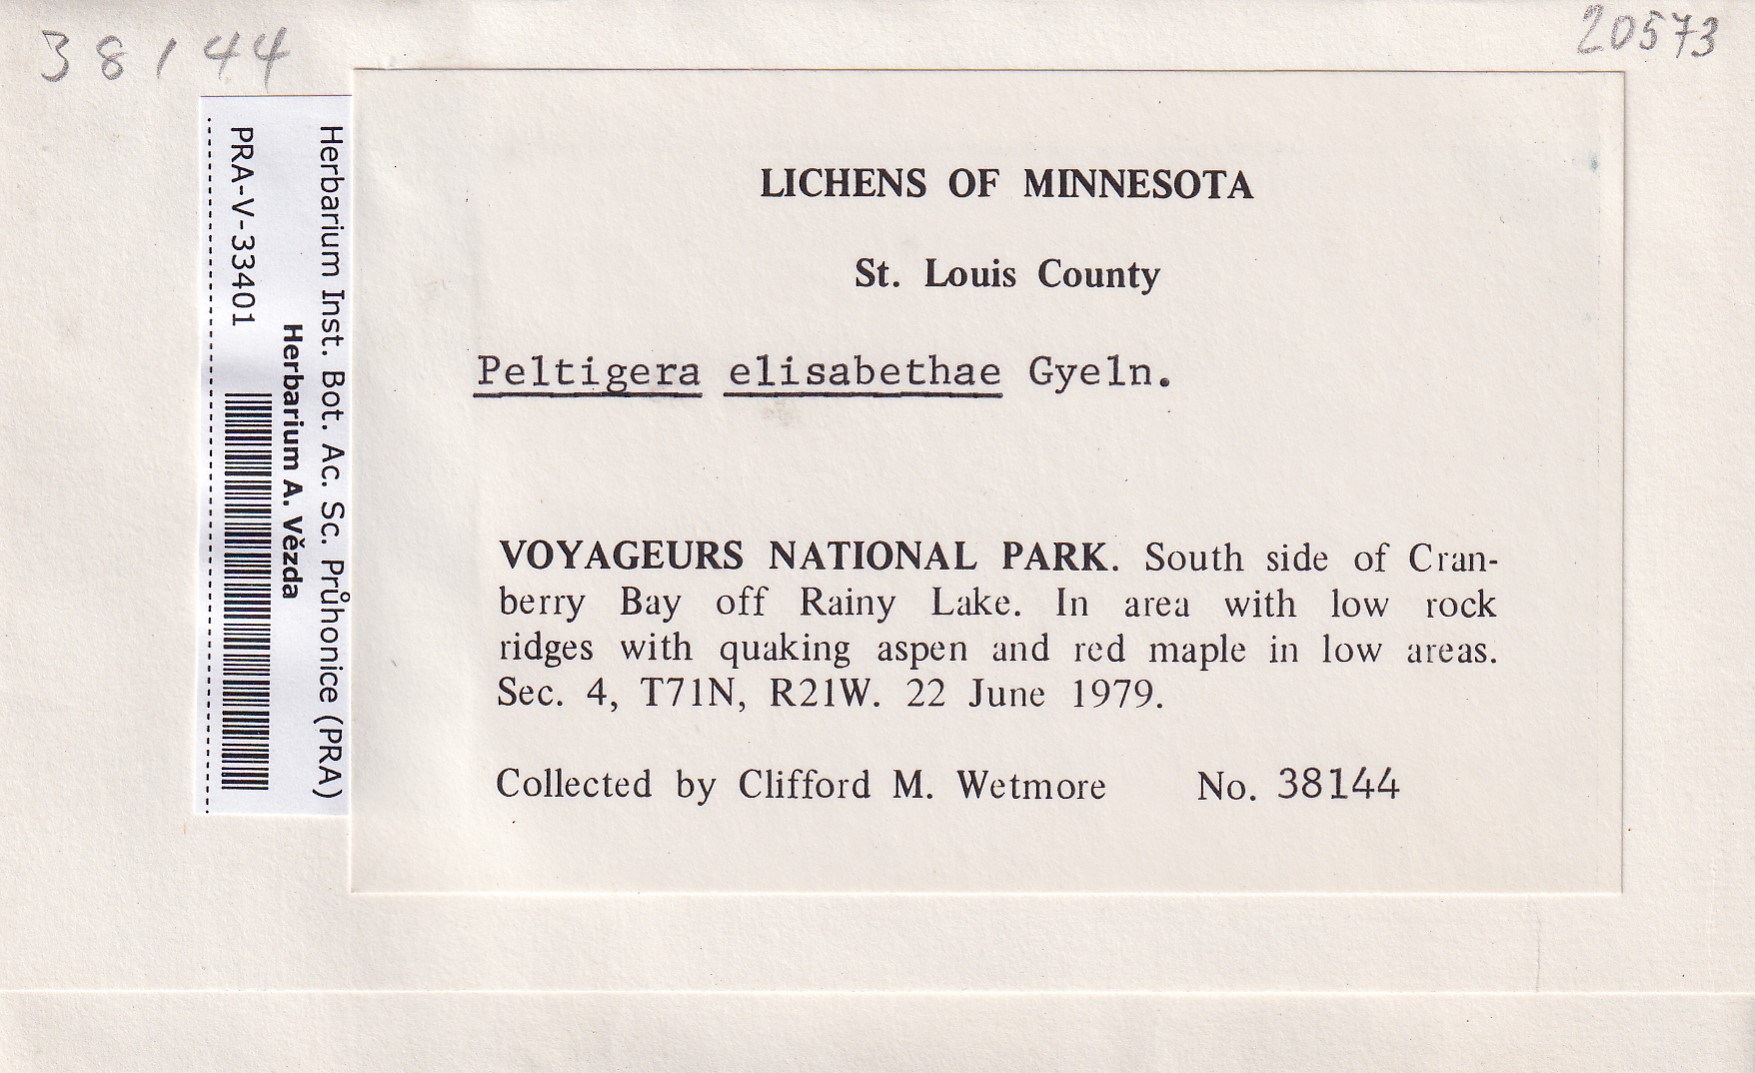 38144
20573
Herbarium Inst. Bot. Ac. Sc. Průhonice (PRA)
Herbarium A. Vězda
PRA-V-33401
LICHENS OF MINNESOTA
St. Louis County
Peltigera elisabethae Gyeln.
VOYAGEURS NATIONAL PARK. South side of Cran-
berry Bay off Rainy Lake. In area with low rock
ridges with quaking aspen and red maple in low areas.
Sec. 4, T71N, R21W. 22 June 1979.
Collected by Clifford M. Wetmore No. 38144